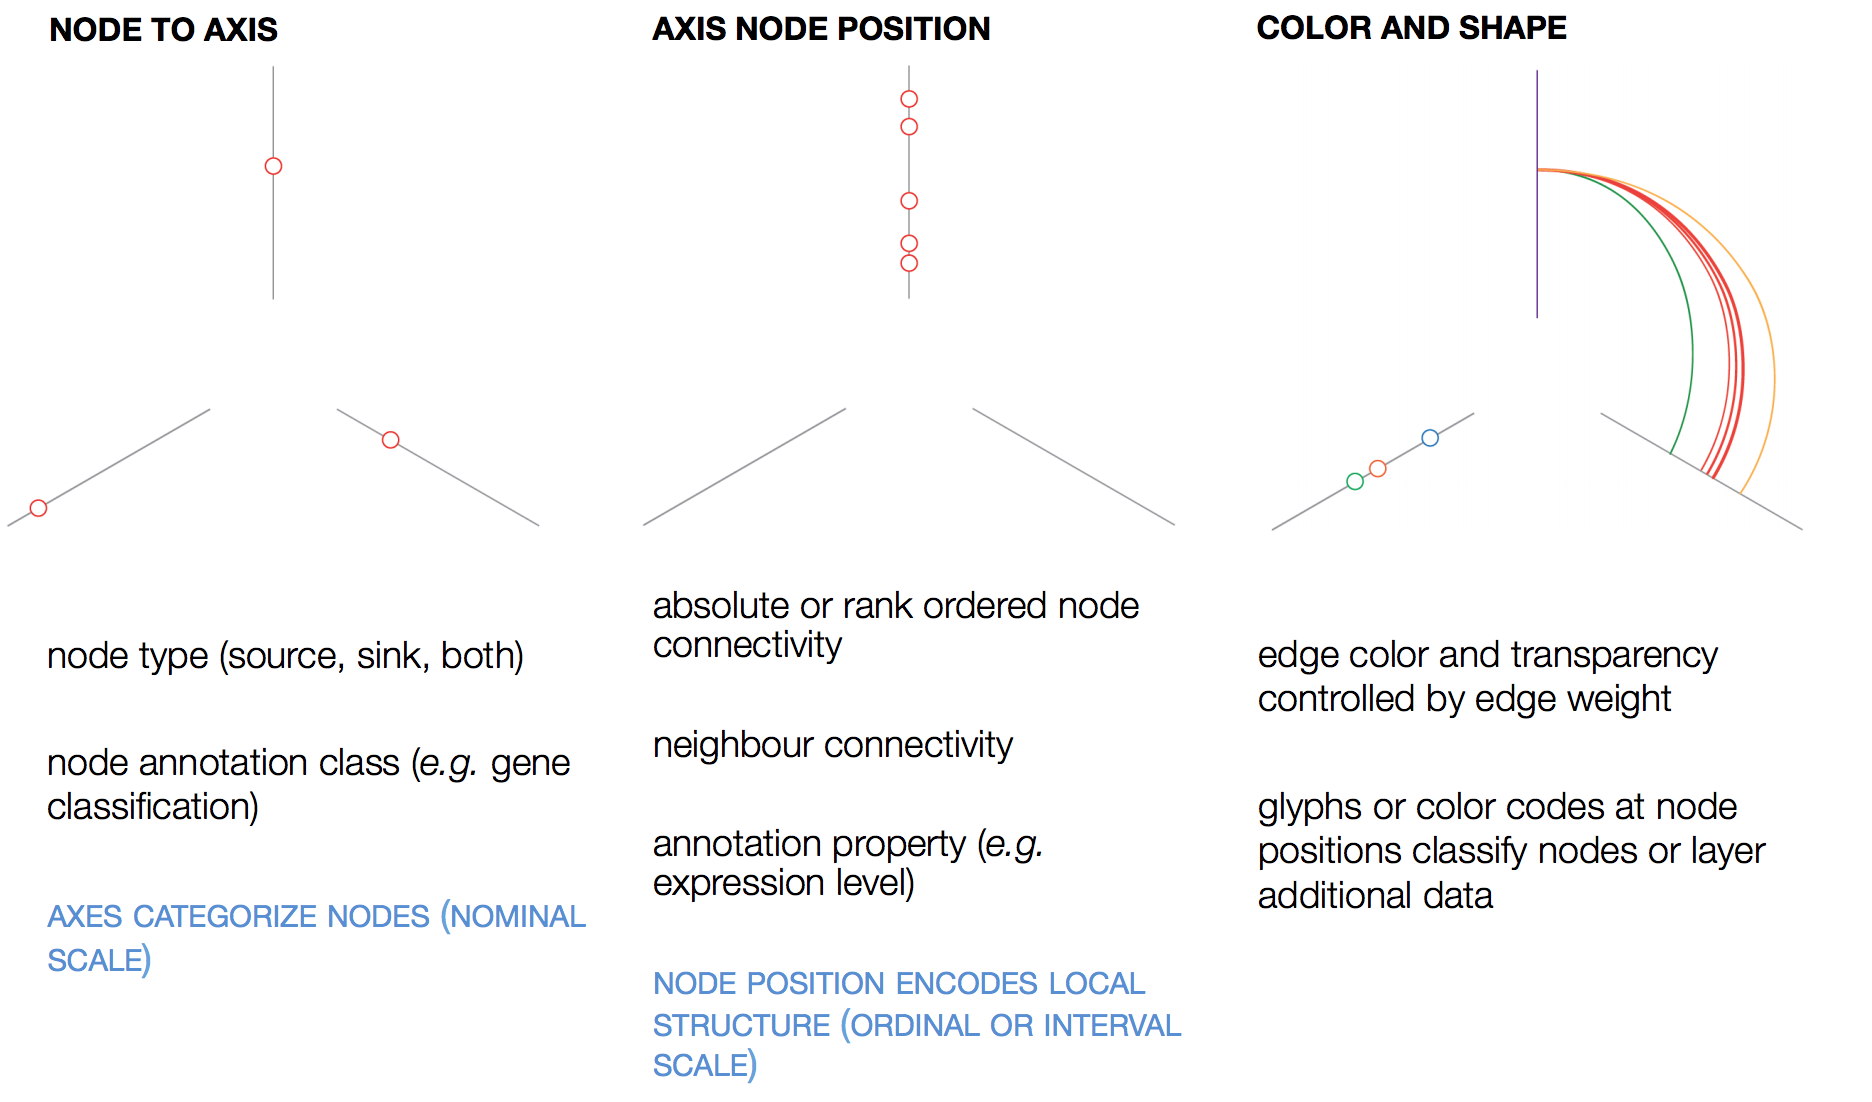 NODE TO AXIS
node type (source, sink, both)
node annotation class (e.g. gene
classification)
AXES CATEGORIZE NODES (NOMINAL
SCALE)
AXIS NODE POSITION
absolute or rank ordered node
connectivity
neighbour connectivity
annotation property (e.g.
expression level)
NODE POSITION ENCODES LOCAL
STRUCTURE (ORDINAL OR INTERVAL
SCALE)
COLOR AND SHAPE
edge color and transparency
controlled by edge weight
glyphs or color codes at node
positions classify nodes or layer
additional data